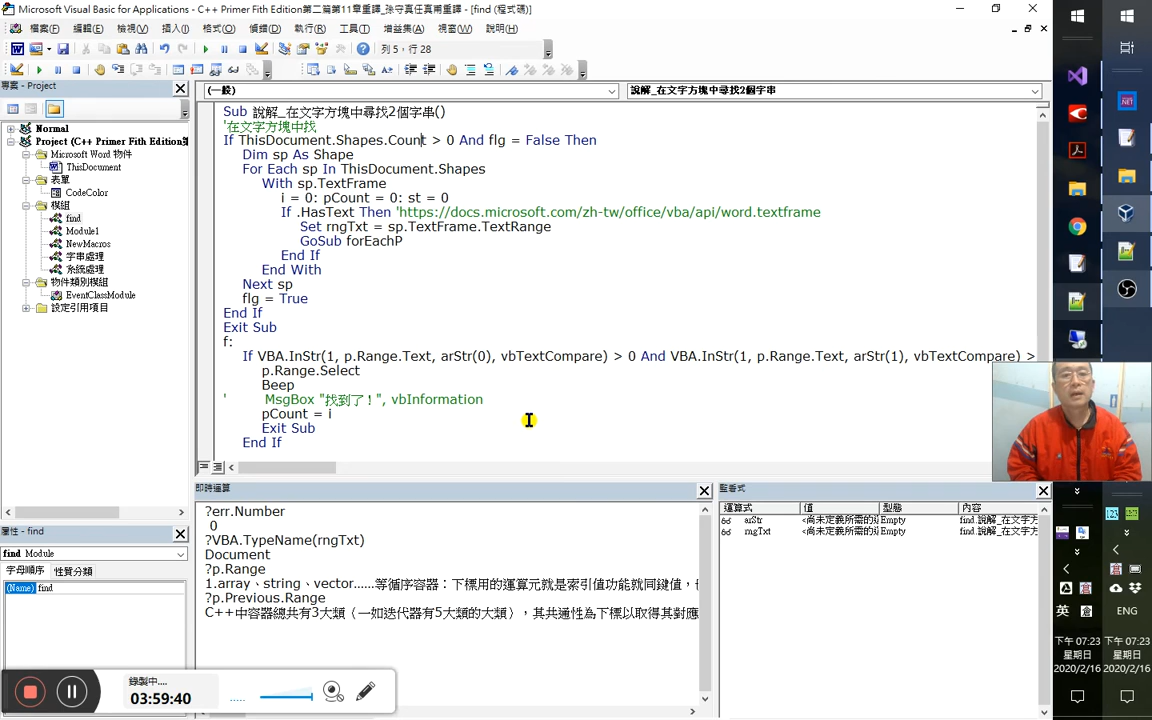 Microsoft Visual Basic for Applications - C++ Primer Fith Edition第二篇第11章重譯_孫守真任真甫重譯 - [find (程式碼)]
檔案(F) 編輯(E) 檢視(V) 插入(I) 格式(O) 偵錯(D) 執行(R) 工具(T) 增益集(A) 視窗(W) 說明(H)
列 5，行 28
專案 - Project
(一般)
說解_在文字方塊中尋找2個字串
Normal
Project (C++ Primer Fith Edition第
Microsoft Word 物件
ThisDocument
表單
CodeColor
模組
find
Module1
NewMacros
字串處理
系統處理
物件類別模組
EventClassModule
設定引用項目
Sub 說解_在文字方塊中尋找2個字串()
'在文字方塊中找
If ThisDocument.Shapes.Count > 0 And flg = False Then
Dim sp As Shape
For Each sp In ThisDocument.Shapes
With sp.TextFrame
i = 0: pCount = 0: st = 0
If .HasText Then 'https://docs.microsoft.com/zh-tw/office/vba/api/word.textframe
Set rngTxt = sp.TextFrame.TextRange
GoSub forEachP
End If
End With
Next sp
flg = True
End If
Exit Sub
f:
If VBA.InStr(1, p.Range.Text, arStr(0), vbTextCompare) > 0 And VBA.InStr(1, p.Range.Text, arStr(1), vbTextCompare) >
p.Range.Select
Beep
' MsgBox "找到了！", vbInformation
pCount = i
Exit Sub
End If
屬性 - find
find Module
字母順序 性質分類
(Name) find
即時運算
?err.Number
0
?VBA.TypeName(rngTxt)
Document
?p.Range
1.array、string、vector……等循序容器：下標用的運算元就是索引值功能就同鍵值，
?p.Previous.Range
C++中容器總共有3大類（一如迭代器有5大類的大類），其共通性為下標以取得其對應
監看式
運算式 值 型態 內容
arStr <尚未定義所需的 Empty find.說解_在文字方
rngTxt <尚未定義所需的 Empty find.說解_在文字方
錄製中....
03:59:40
英
ENG
下午 07:23
星期日
2020/2/16
下午 07:23
星期日
2020/2/16